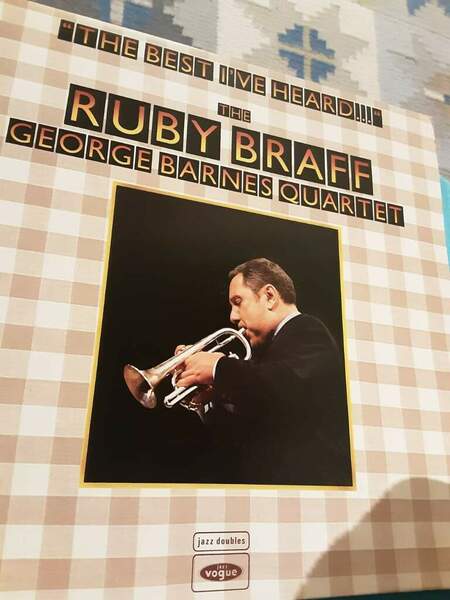 "THE BEST I'VE HEARD!!!"
THE
RUBY BRAFF
GEORGE BARNES QUARTET
jazz doubles
jazz
vogue